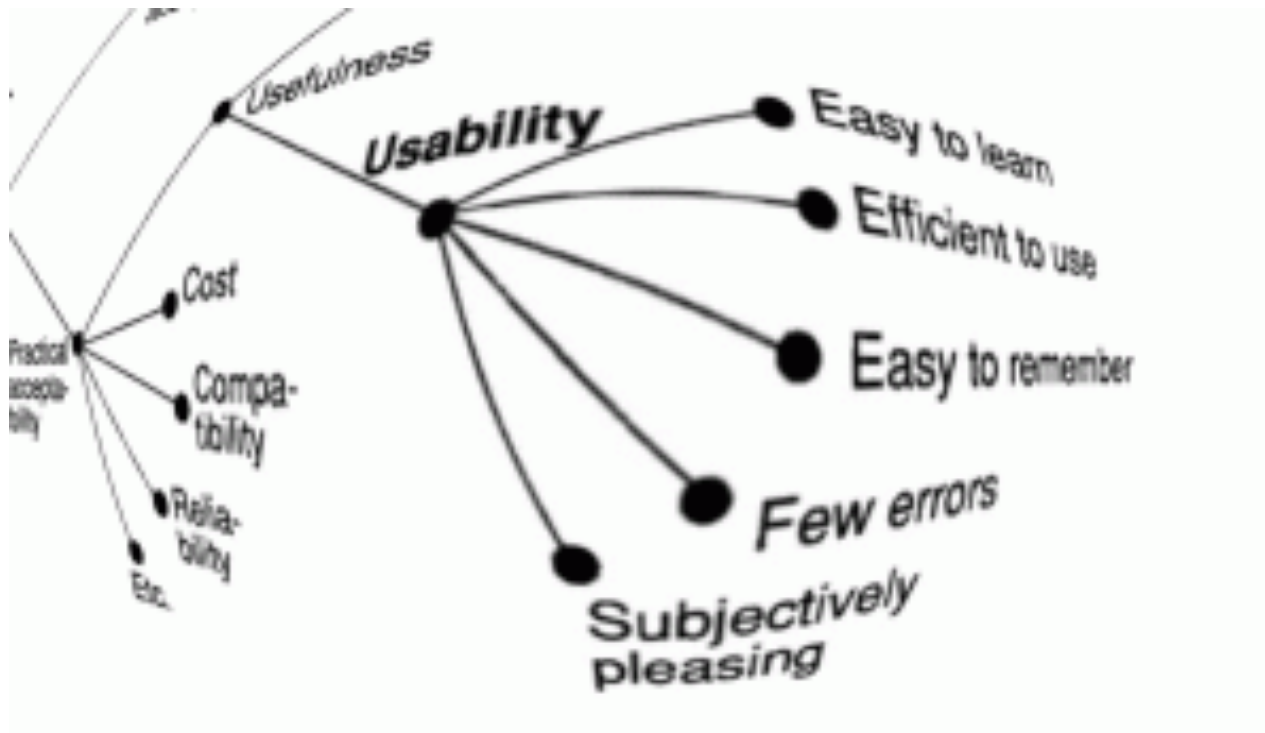 Usefulness
Usability
Easy to learn
Efficient to use
Easy to remember
Few errors
Subjectively
pleasing
Cost
Compa-
tibility
Relia-
bility
Etc.
Practical
accepta-
bility